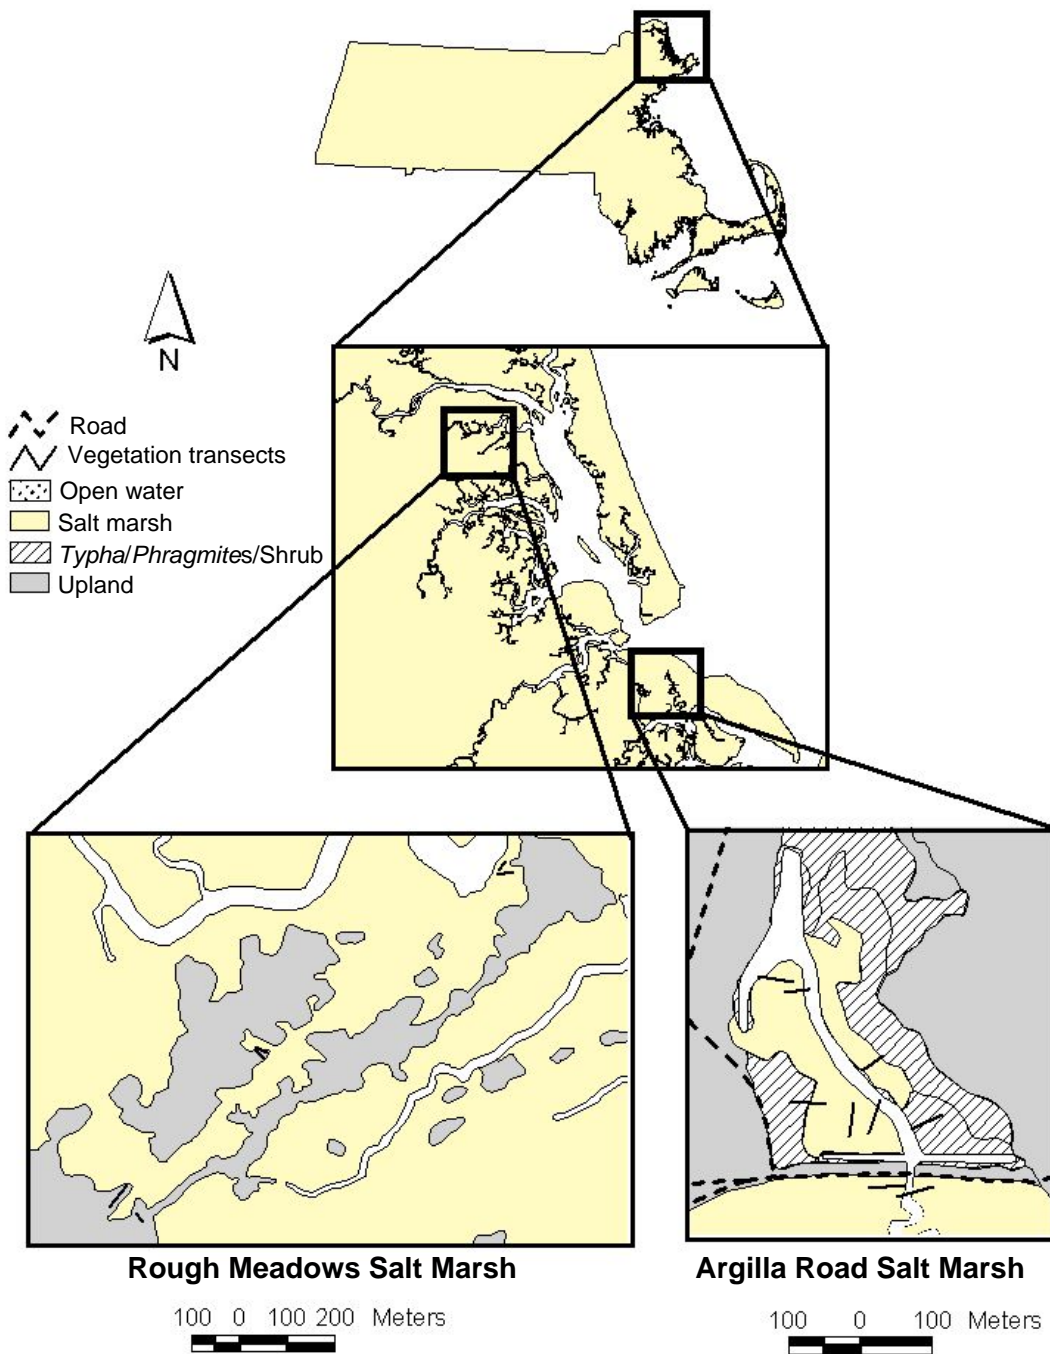 N
Road
Vegetation transects
Open water
Salt marsh
Typha/Phragmites/Shrub
Upland
Rough Meadows Salt Marsh
Argilla Road Salt Marsh
100 0 100 200 Meters
100 0 100 Meters